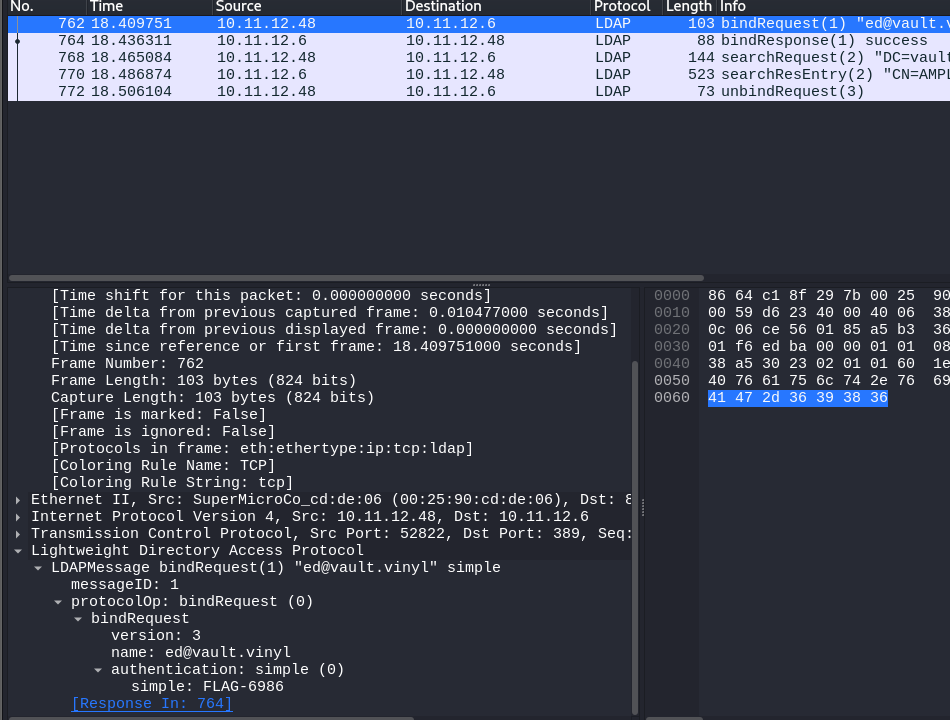 No. Time Source Destination Protocol Length Info
762 18.409751 10.11.12.48 10.11.12.6 LDAP 103 bindRequest(1) "ed@vault.v
764 18.436311 10.11.12.6 10.11.12.48 LDAP 88 bindResponse(1) success
768 18.465084 10.11.12.48 10.11.12.6 LDAP 144 searchRequest(2) "DC=vault
770 18.486874 10.11.12.6 10.11.12.48 LDAP 523 searchResEntry(2) "CN=AMPL
772 18.506104 10.11.12.48 10.11.12.6 LDAP 73 unbindRequest(3)
[Time shift for this packet: 0.000000000 seconds]
[Time delta from previous captured frame: 0.010477000 seconds]
[Time delta from previous displayed frame: 0.000000000 seconds]
[Time since reference or first frame: 18.409751000 seconds]
Frame Number: 762
Frame Length: 103 bytes (824 bits)
Capture Length: 103 bytes (824 bits)
[Frame is marked: False]
[Frame is ignored: False]
[Protocols in frame: eth:ethertype:ip:tcp:ldap]
[Coloring Rule Name: TCP]
[Coloring Rule String: tcp]
Ethernet II, Src: SuperMicroCo_cd:de:06 (00:25:90:cd:de:06), Dst: 8
Internet Protocol Version 4, Src: 10.11.12.48, Dst: 10.11.12.6
Transmission Control Protocol, Src Port: 52822, Dst Port: 389, Seq:
Lightweight Directory Access Protocol
LDAPMessage bindRequest(1) "ed@vault.vinyl" simple
messageID: 1
protocolOp: bindRequest (0)
bindRequest
version: 3
name: ed@vault.vinyl
authentication: simple (0)
simple: FLAG-6986
[Response In: 764]
0000 86 64 c1 8f 29 7b 00 25 90
0010 00 59 d6 23 40 00 40 06 38
0020 0c 06 ce 56 01 85 a5 b3 36
0030 01 f6 ed ba 00 00 01 01 08
0040 38 a5 30 23 02 01 01 60 1e
0050 40 76 61 75 6c 74 2e 76 69
0060 41 47 2d 36 39 38 36